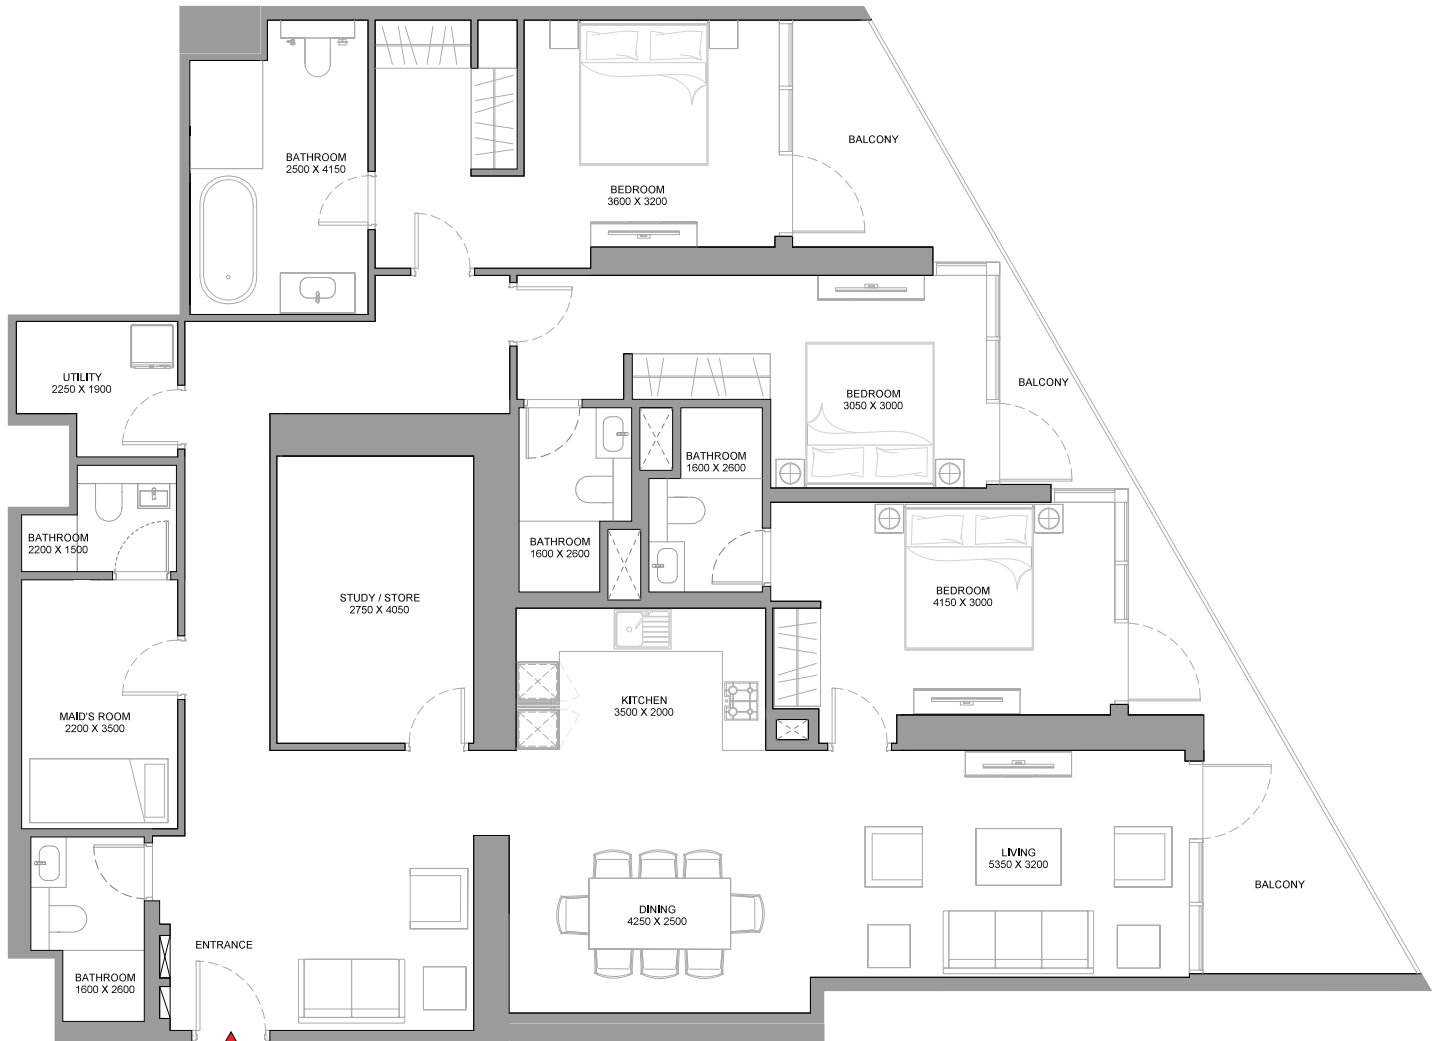 BALCONY
BATHROOM
2500 X 4150
BEDROOM
3600 X 3200
UTILITY
2250 X 1900
BALCONY
BEDROOM
3050 X 3000
BATHROOM
1600 X 2600
BATHROOM
2200 X 1500
BATHROOM
1600 X 2600
STUDY / STORE
2750 X 4050
BEDROOM
4150 X 3000
KITCHEN
3500 X 2000
MAID'S ROOM
2200 X 3500
LIVING
5350 X 3200
BALCONY
DINING
4250 X 2500
ENTRANCE
BATHROOM
1600 X 2600